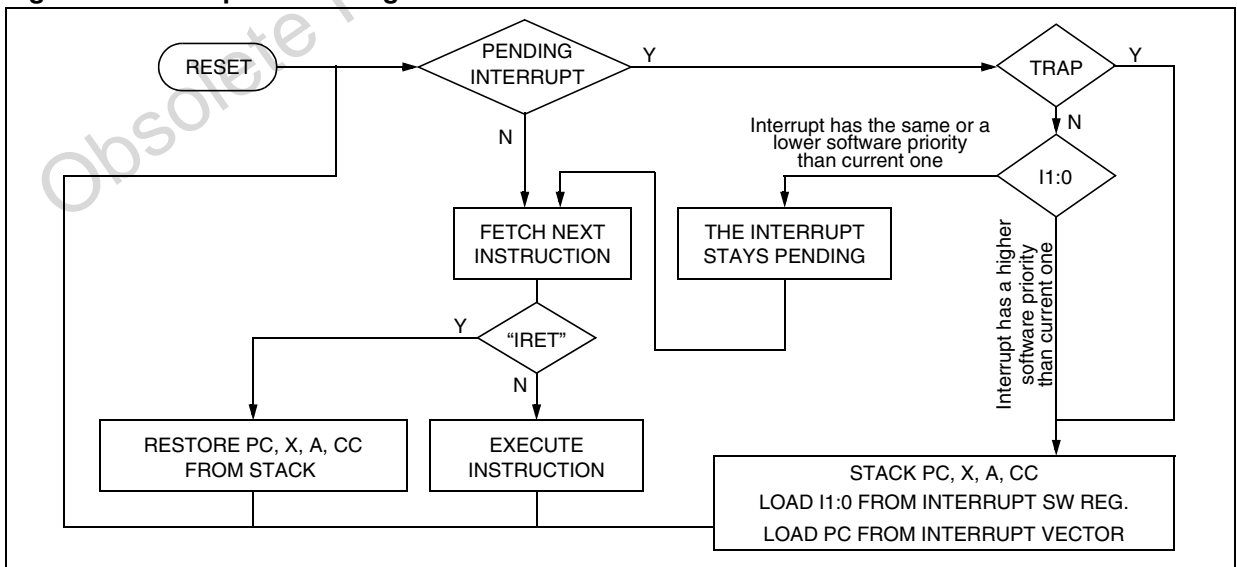 Obsolete
RESET
PENDING
INTERRUPT
Y
TRAP
Y
N
N
Interrupt has the same or a
lower software priority
than current one
I1:0
FETCH NEXT
INSTRUCTION
THE INTERRUPT
STAYS PENDING
Interrupt has a higher
software priority
than current one
Y
“IRET”
N
RESTORE PC, X, A, CC
FROM STACK
EXECUTE
INSTRUCTION
STACK PC, X, A, CC
LOAD I1:0 FROM INTERRUPT SW REG.
LOAD PC FROM INTERRUPT VECTOR